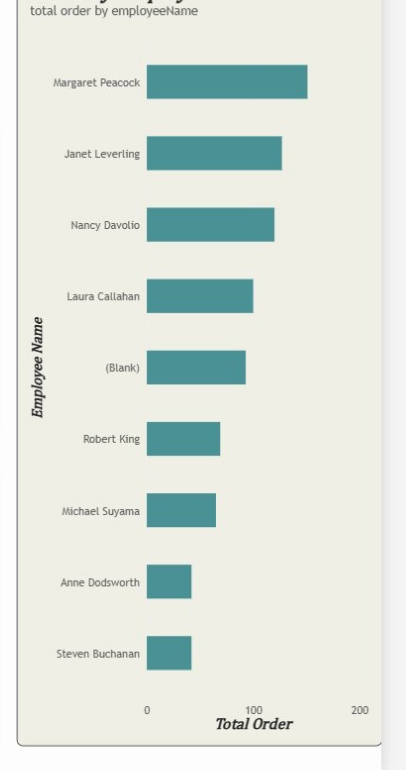 total order by employeeName
Margaret Peacock
Janet Leverling
Nancy Davolio
Laura Callahan
(Blank)
Robert King
Michael Suyama
Anne Dodsworth
Steven Buchanan
Employee Name
0 100 200
Total Order